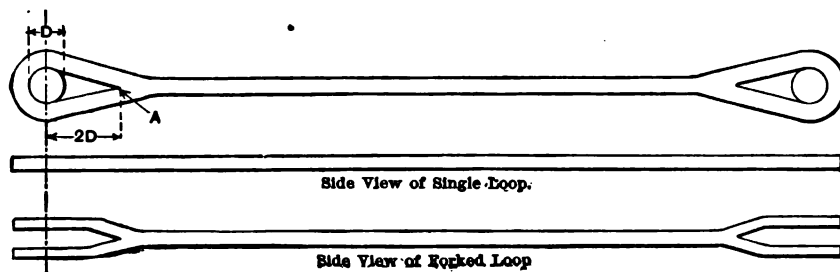 D
A
2D
Side View of Single Loop.
Side View of Forked Loop